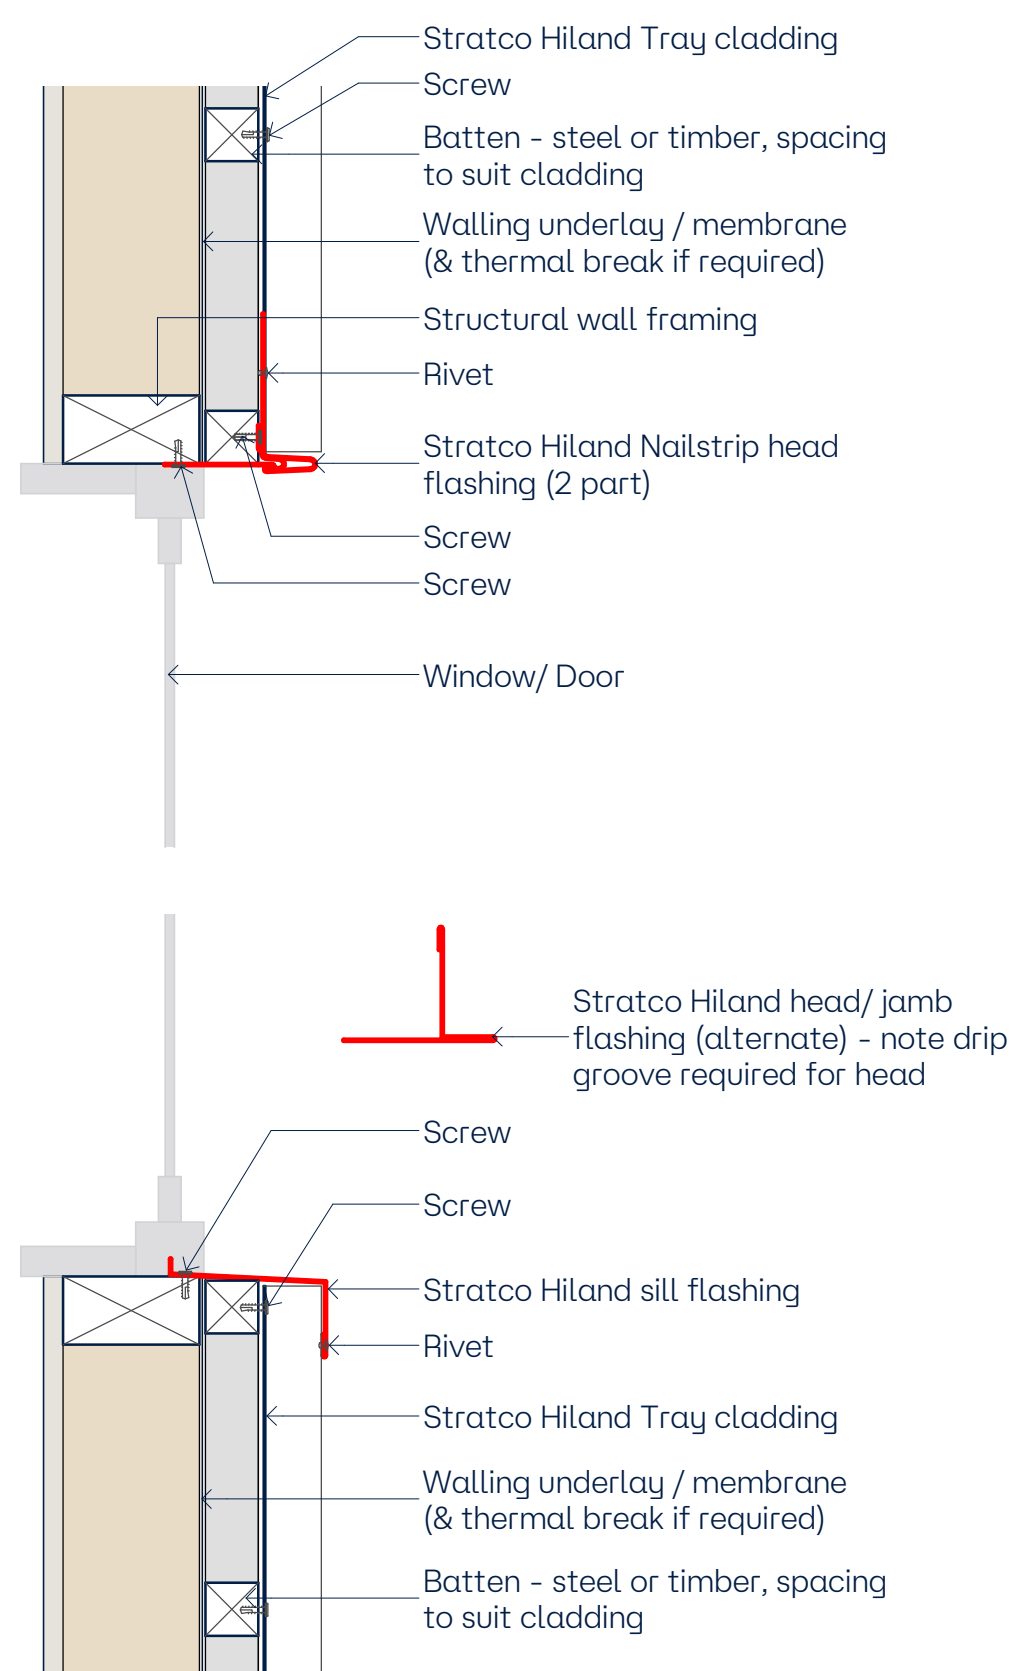 Stratco Hiland Tray cladding
Screw
Batten - steel or timber, spacing
to suit cladding
Walling underlay / membrane
(& thermal break if required)
Structural wall framing
Rivet
Stratco Hiland Nailstrip head
flashing (2 part)
Screw
Screw
Window/ Door
Stratco Hiland head/ jamb
flashing (alternate) - note drip
groove required for head
Screw
Screw
Stratco Hiland sill flashing
Rivet
Stratco Hiland Tray cladding
Walling underlay / membrane
(& thermal break if required)
Batten - steel or timber, spacing
to suit cladding